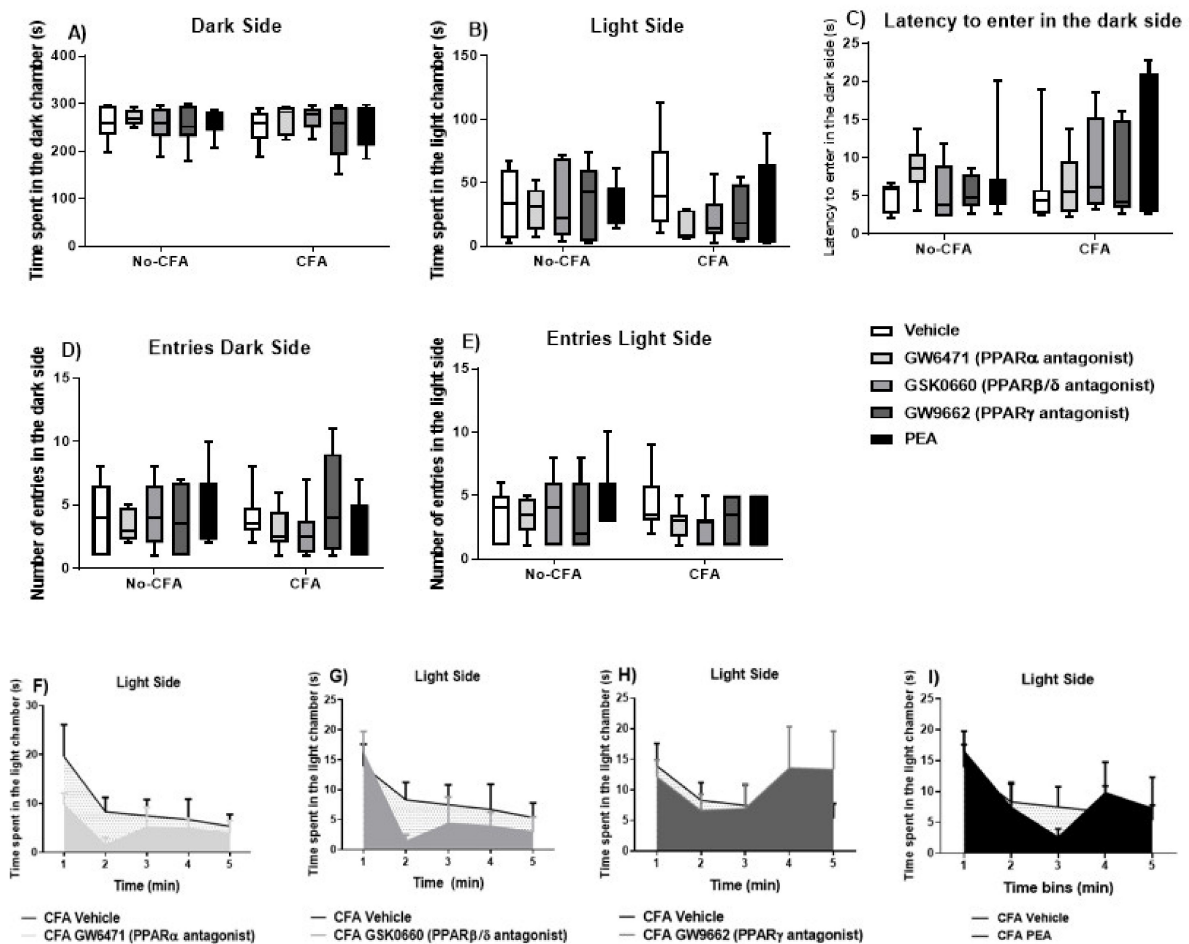 A) Dark Side
Time spent in the dark chamber (s)
400
300
200
100
0
No-CFA CFA
B) Light Side
Time spent in the light chamber (s)
150
100
50
0
No-CFA CFA
C) Latency to enter in the dark side
Latency to enter in the dark side (s)
25
20
15
10
5
0
No-CFA CFA
D) Entries Dark Side
Number of entries in the dark side
15
10
5
0
No-CFA CFA
E) Entries Light Side
Number of entries in the light side
15
10
5
0
No-CFA CFA
Vehicle
GW6471 (PPARα antagonist)
GSK0660 (PPARβ/δ antagonist)
GW9662 (PPARγ antagonist)
PEA
F) Light Side
Time spent in the light chamber (s)
30
20
10
0
1 2 3 4 5
Time (min)
CFA Vehicle
CFA GW6471 (PPARα antagonist)
G) Light Side
Time spent in the light chamber (s)
25
20
15
10
5
0
1 2 3 4 5
Time (min)
CFA Vehicle
CFA GSK0660 (PPARβ/δ antagonist)
H) Light Side
Time spent in the light chamber (s)
25
20
15
10
5
0
1 2 3 4 5
Time (min)
CFA Vehicle
CFA GW9662 (PPARγ antagonist)
I) Light Side
Time spent in the light chamber (s)
25
20
15
10
5
0
1 2 3 4 5
Time bins (min)
CFA Vehicle
CFA PEA